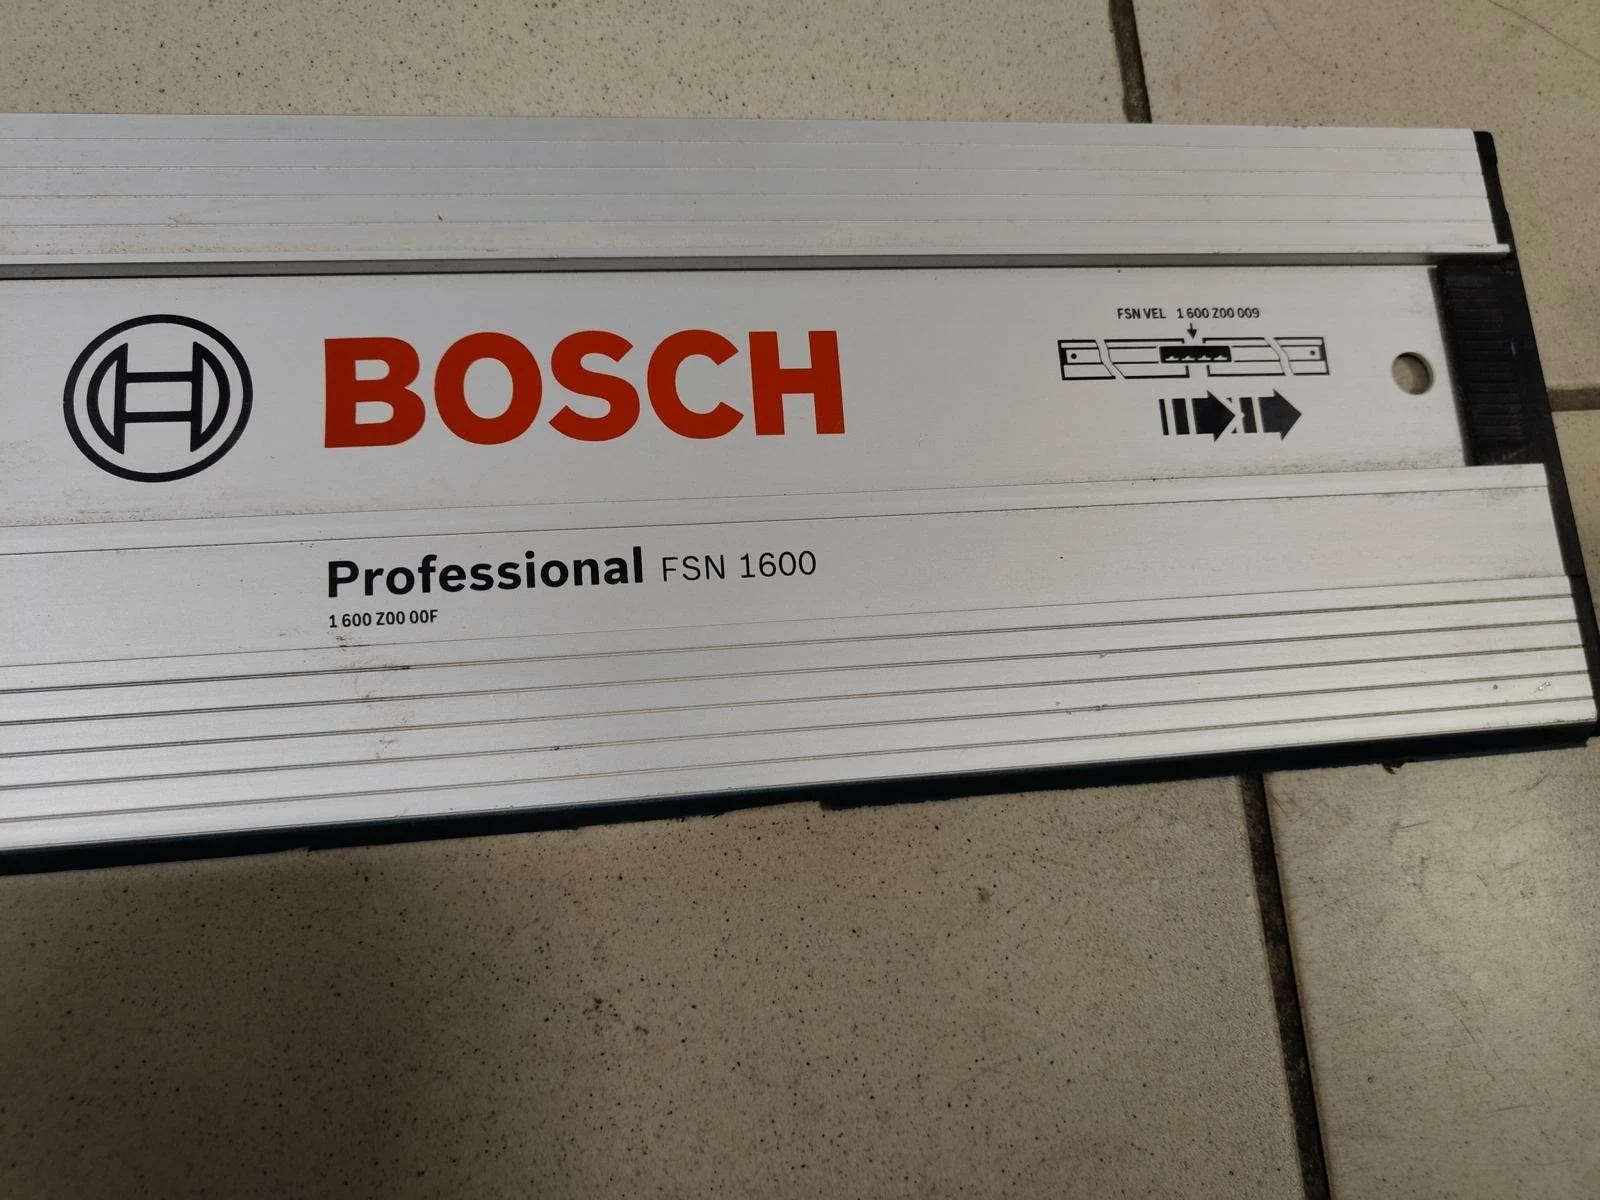 FSN VEL 1 600 Z00 009
BOSCH
Professional FSN 1600
1 600 Z00 00F